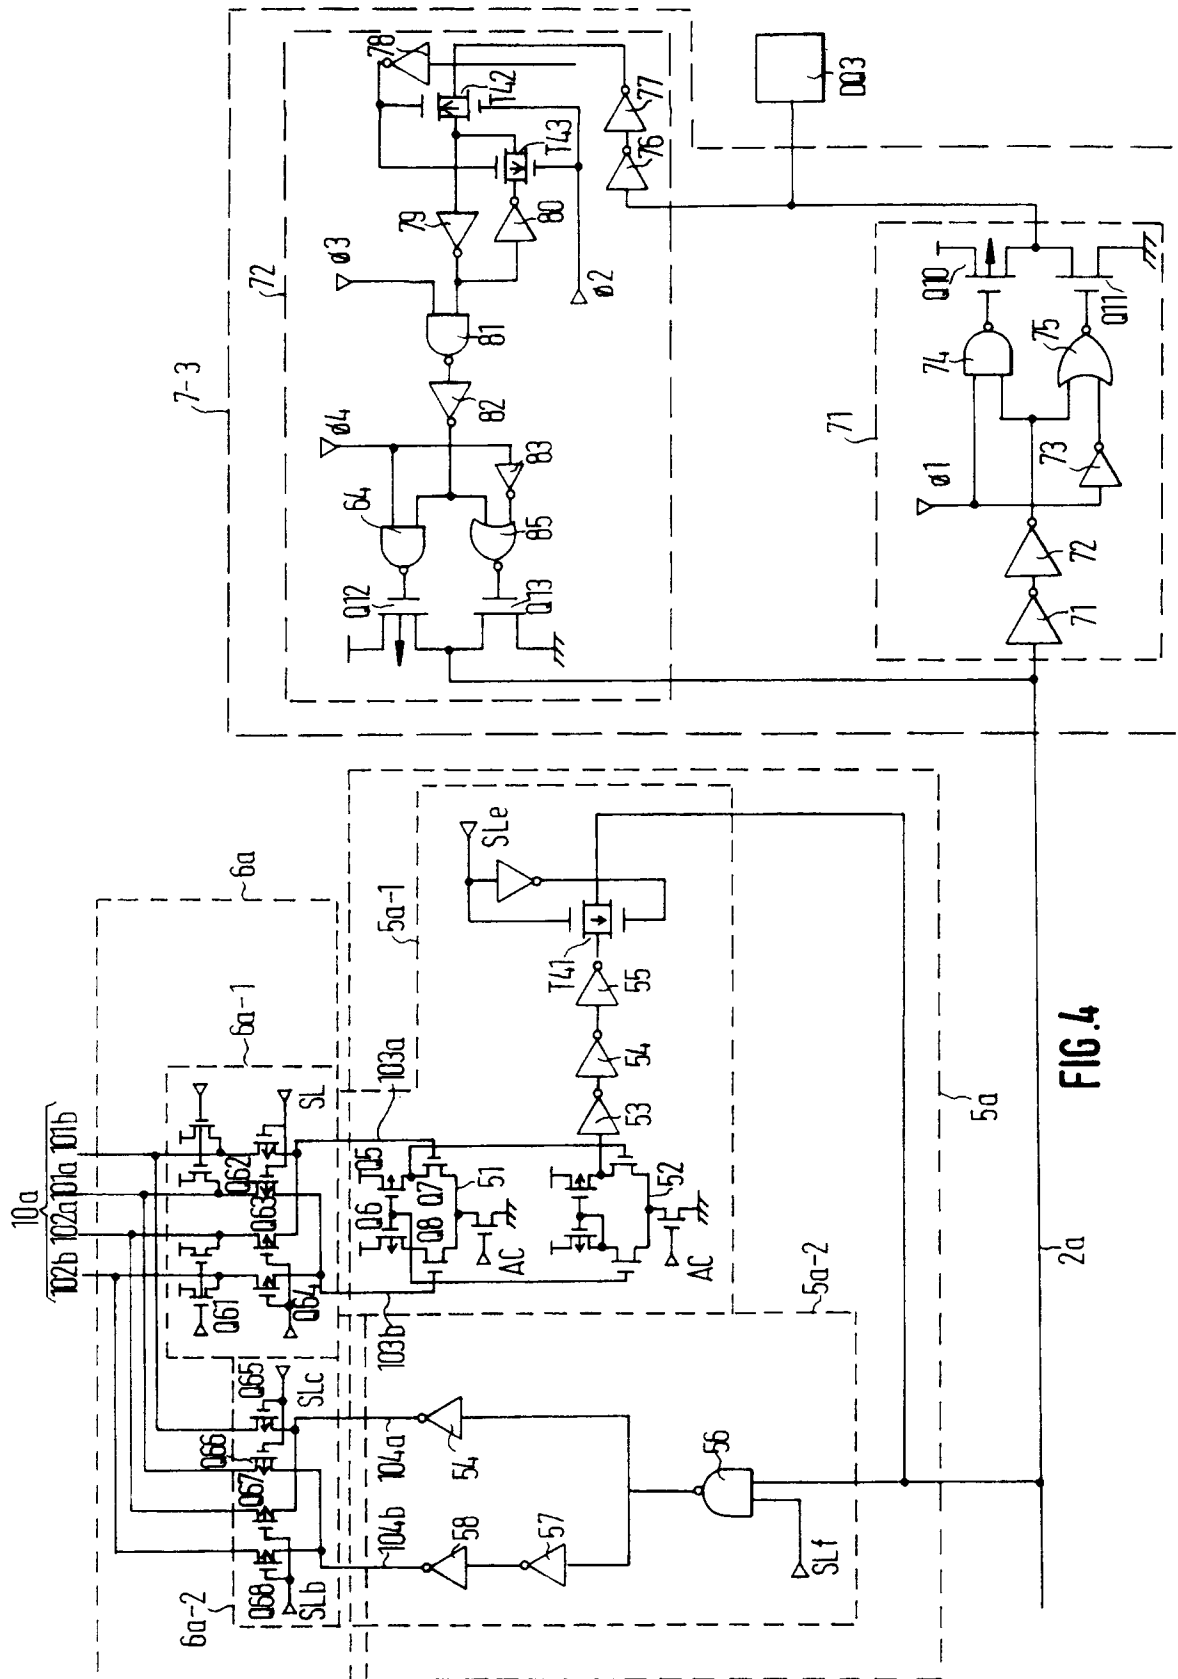 78
T42
T43
77
76
DQ3
79
80
ø3
72
ø2
81
7-3
82
ø4
83
64
85
Q12
Q13
Q10
Q11
74
75
71
ø1
73
72
71
6a
SLe
5a-1
T41
55
6a-1
54
103a
53
FIG.4
5a
10a
101b
101a
102a
102b
SL
Q62
Q63
Q61
Q64
Q5
Q6
Q7
Q8
51
52
AC
AC
2a
5a-2
103b
Q65
SLc
Q66
Q67
104a
54
56
104b
58
57
6a-2
Q68
SLb
SLf